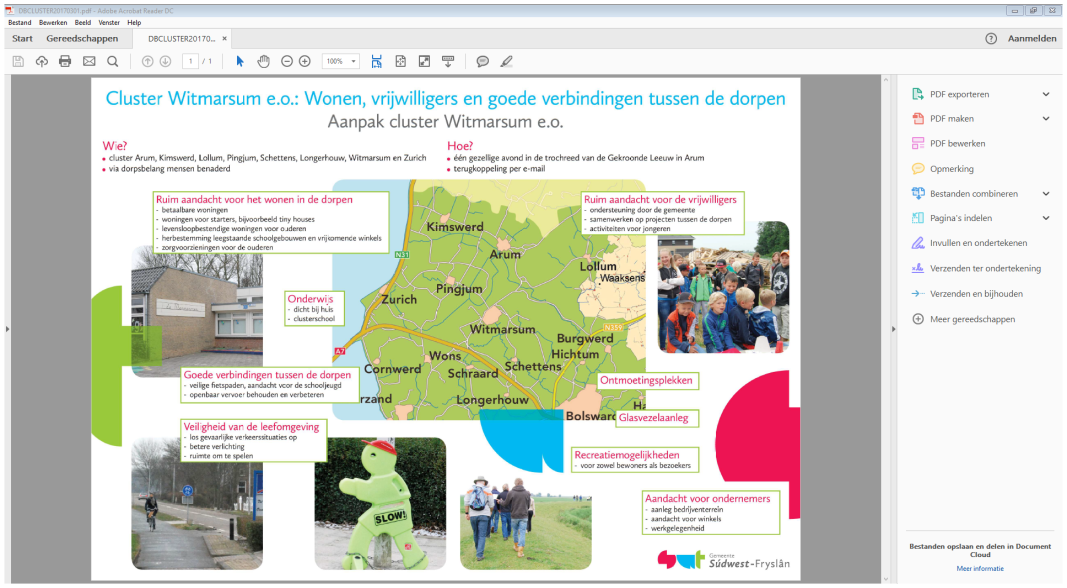 DBCLUSTER20170301.pdf - Adobe Acrobat Reader DC
Bestand Bewerken Beeld Venster Help
Start Gereedschappen DBCLUSTER20170... × Aanmelden
1 / 1 100%
Cluster Witmarsum e.o.: Wonen, vrijwilligers en goede verbindingen tussen de dorpen
Aanpak cluster Witmarsum e.o.
Wie?
• cluster Arum, Kimswerd, Lollum, Pingjum, Schettens, Longerhouw, Witmarsum en Zurich
• via dorpsbelang mensen benaderd
Hoe?
• één gezellige avond in de trochreed van de Gekroonde Leeuw in Arum
• terugkoppeling per e-mail
Ruim aandacht voor het wonen in de dorpen
- betaalbare woningen
- woningen voor starters, bijvoorbeeld tiny houses
- levensloopbestendige woningen voor ouderen
- herbestemming leegstaande schoolgebouwen en vrijkomende winkels
- zorgvoorzieningen voor de ouderen
Ruim aandacht voor de vrijwilligers
- ondersteuning door de gemeente
- samenwerken op projecten tussen de dorpen
- activiteiten voor jongeren
Kimswerd
N31
Arum
Lollum
Waaksens
Pingjum
Zurich
Onderwijs
- dicht bij huis
- clusterschool
Witmarsum
N359
Burgwerd
Hichtum
A7
Wons
Schettens
Cornwerd
Schraard
rzand
Longerhouw
Bolsward
Ha
Goede verbindingen tussen de dorpen
- veilige fietspaden, aandacht voor de schooljeugd
- openbaar vervoer behouden en verbeteren
Ontmoetingsplekken
Glasvezelaanleg
Veiligheid van de leefomgeving
- los gevaarlijke verkeerssituaties op
- betere verlichting
- ruimte om te spelen
Recreatiemogelijkheden
- voor zowel bewoners als bezoekers
SLOW!
Aandacht voor ondernemers
- aanleg bedrijventerrein
- aandacht voor winkels
- werkgelegenheid
Gemeente
Súdwest-Fryslân
PDF exporteren
PDF maken
PDF bewerken
Opmerking
Bestanden combineren
Pagina's indelen
Invullen en ondertekenen
Verzenden ter ondertekening
Verzenden en bijhouden
Meer gereedschappen
Bestanden opslaan en delen in Document
Cloud
Meer informatie